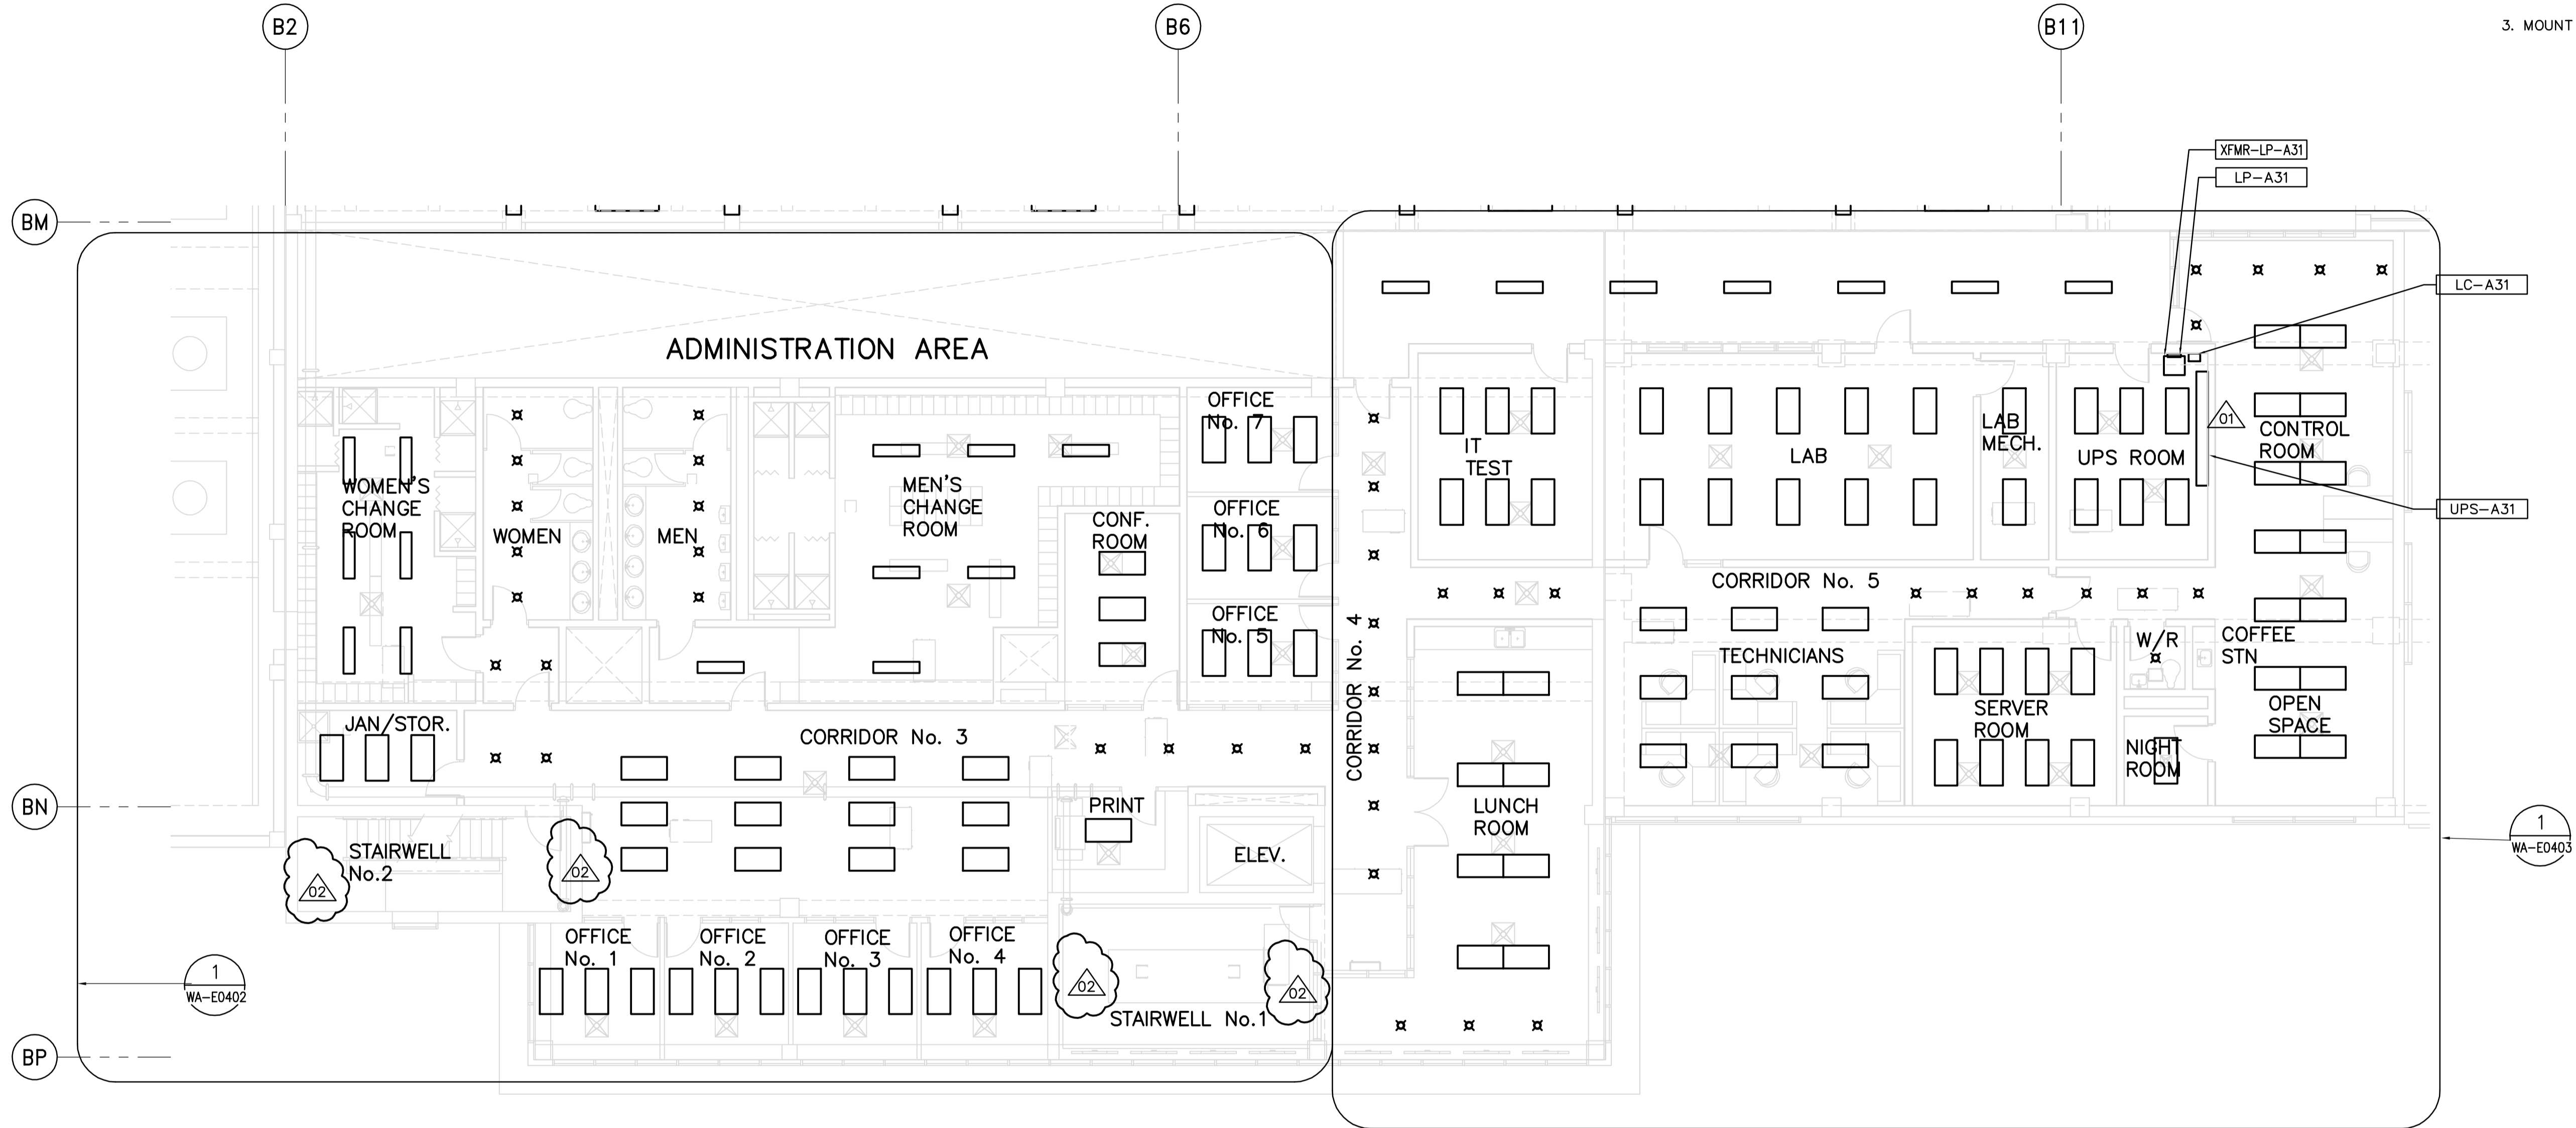 B2
B6
B11
3. MOUNT
XFMR-LP-A31
LP-A31
BM
LC-A31
ADMINISTRATION AREA
OFFICE
No. 7
01
CONTROL
ROOM
LAB
MECH.
IT
TEST
LAB
UPS ROOM
WOMEN'S
CHANGE
ROOM
MEN'S
CHANGE
ROOM
UPS-A31
CONF.
ROOM
OFFICE
No. 6
WOMEN
MEN
CORRIDOR No. 5
OFFICE
No. 5
CORRIDOR No. 4
W/R
COFFEE
STN
TECHNICIANS
SERVER
ROOM
OPEN
SPACE
JAN/STOR.
CORRIDOR No. 3
NIGHT
ROOM
BN
PRINT
LUNCH
ROOM
1
WA-E0403
STAIRWELL
No.2
02
02
ELEV.
OFFICE
No. 1
OFFICE
No. 2
OFFICE
No. 3
OFFICE
No. 4
1
WA-E0402
02
02
STAIRWELL No.1
BP